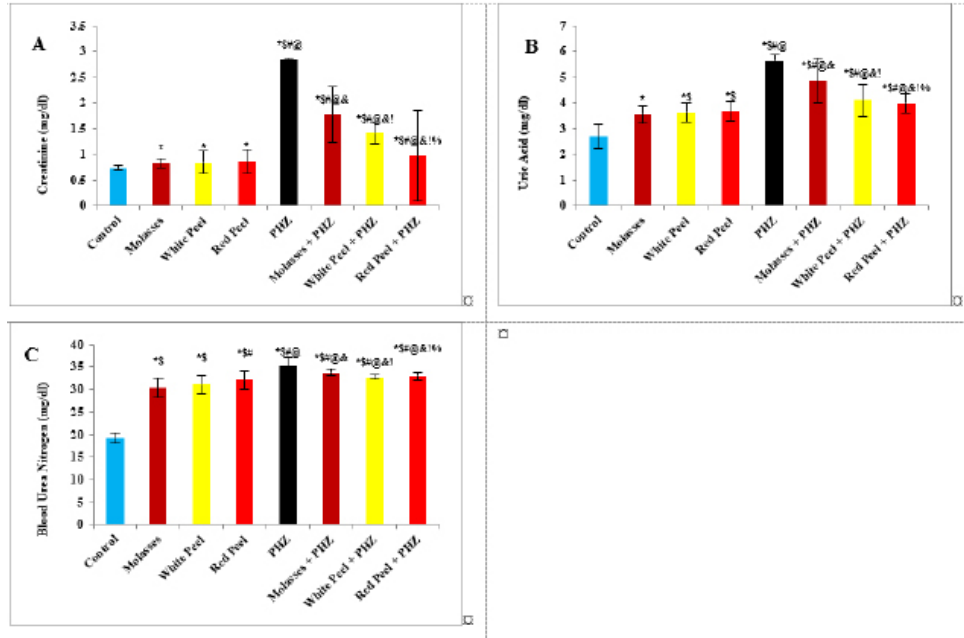 A
Creatinine (mg/dl)
3.5
3
2.5
2
1.5
1
0.5
0
*
*
*
*$#@
*$#@&
*$#@&!
*$#@&!%
Control
Molasses
White Peel
Red Peel
PHZ
Molasses + PHZ
White Peel + PHZ
Red Peel + PHZ
B
Uric Acid (mg/dl)
7
6
5
4
3
2
1
0
*
*$
*$
*$#@
*$#@&
*$#@&!
*$#@&!%
Control
Molasses
White Peel
Red Peel
PHZ
Molasses + PHZ
White Peel + PHZ
Red Peel + PHZ
C
Blood Urea Nitrogen (mg/dl)
40
35
30
25
20
15
10
5
0
*$
*$
*$#
*$#@
*$#@&
*$#@&!
*$#@&!%
Control
Molasses
White Peel
Red Peel
PHZ
Molasses + PHZ
White Peel + PHZ
Red Peel + PHZ